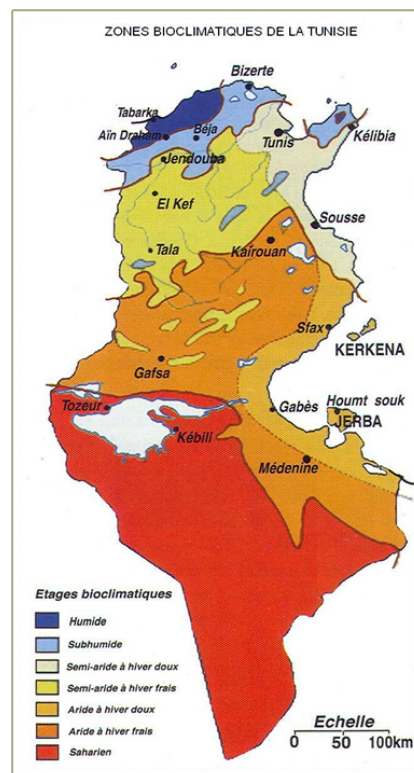 ZONES BIOCLIMATIQUES DE LA TUNISIE
Bizerte
Tabarka
Aïn Draham
Béja
Tunis
Kélibia
Jendouba
El Kef
Sousse
Tala
Kairouan
Sfax
KERKENA
Gafsa
Tozeur
Gabès
Houmt souk
JERBA
Kébili
Médenine
Etages bioclimatiques
Humide
Subhumide
Semi-aride à hiver doux
Semi-aride à hiver frais
Aride à hiver doux
Aride à hiver frais
Saharien
Echelle
0 50 100km